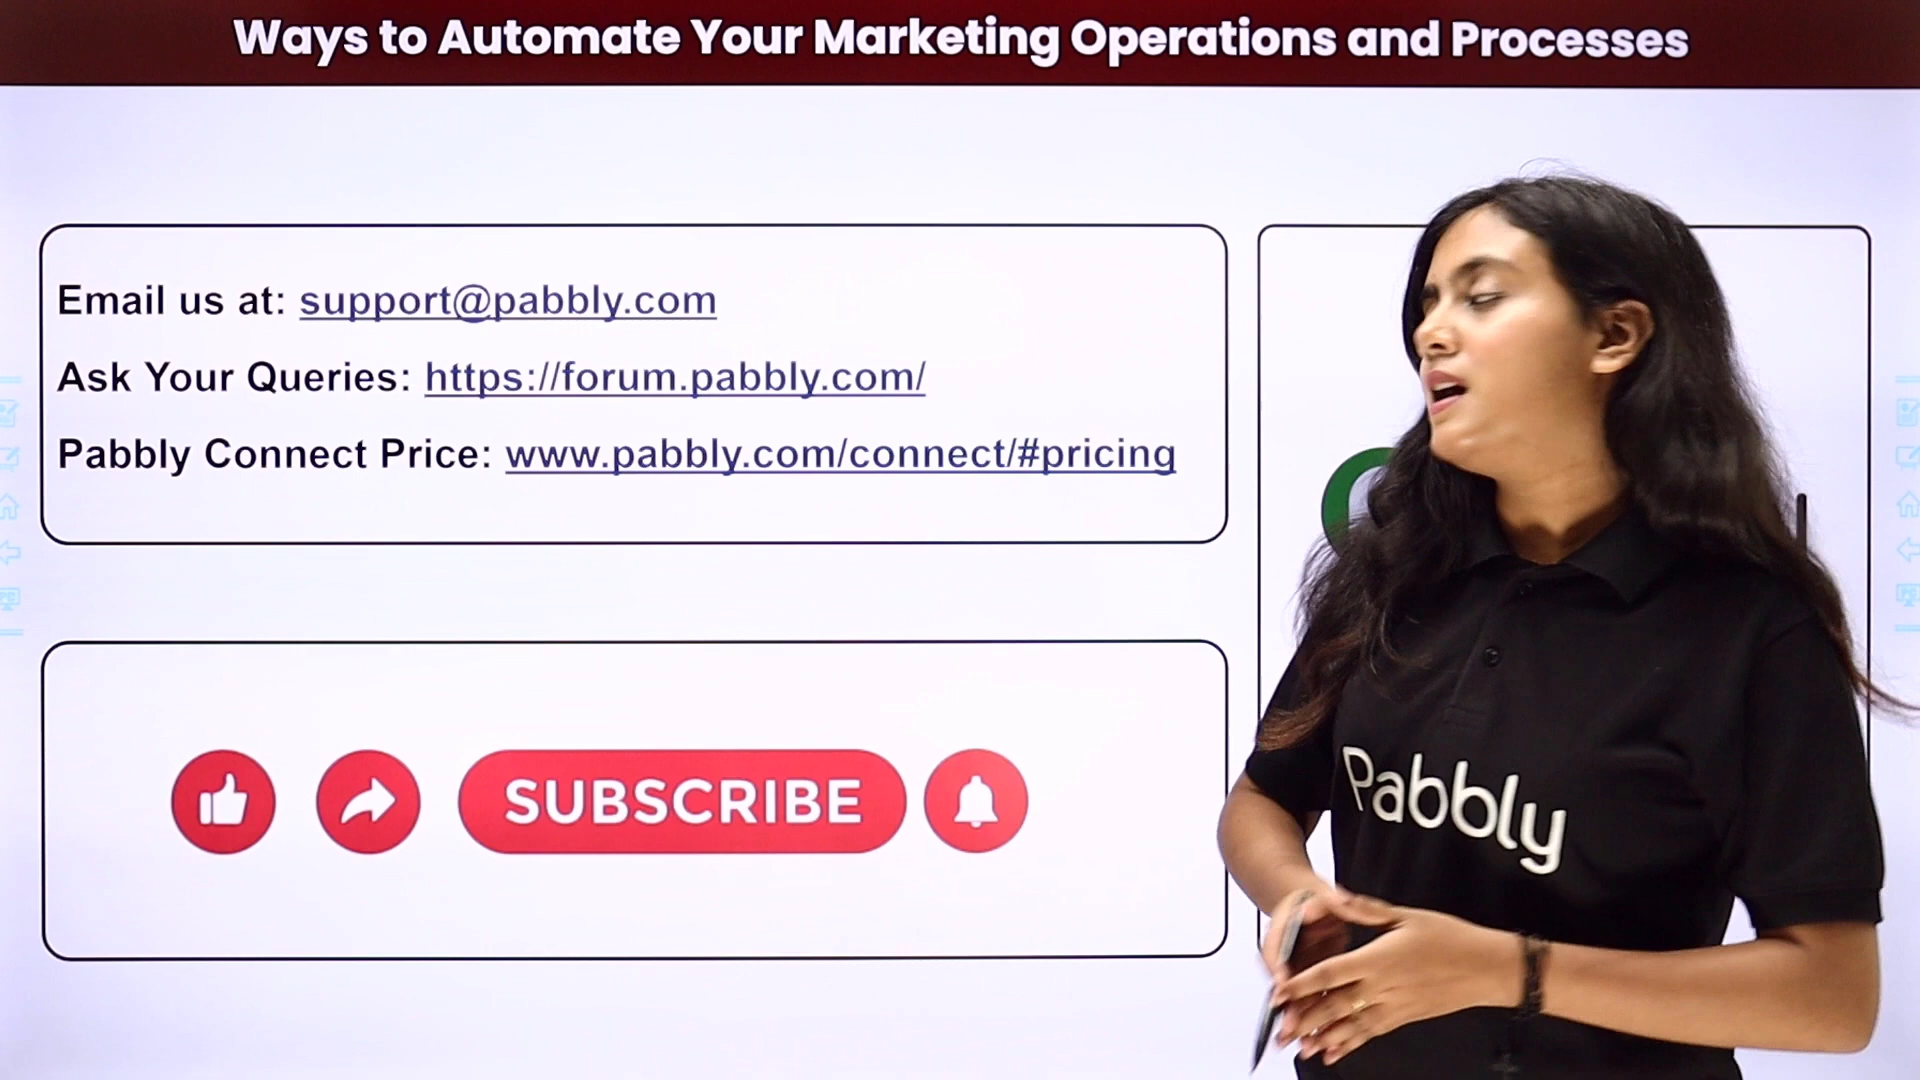 Ways to Automate Your Marketing Operations and Processes
Email us at: support@pabbly.com
Ask Your Queries: https://forum.pabbly.com/
Pabbly Connect Price: www.pabbly.com/connect/#pricing
SUBSCRIBE
Pabbly